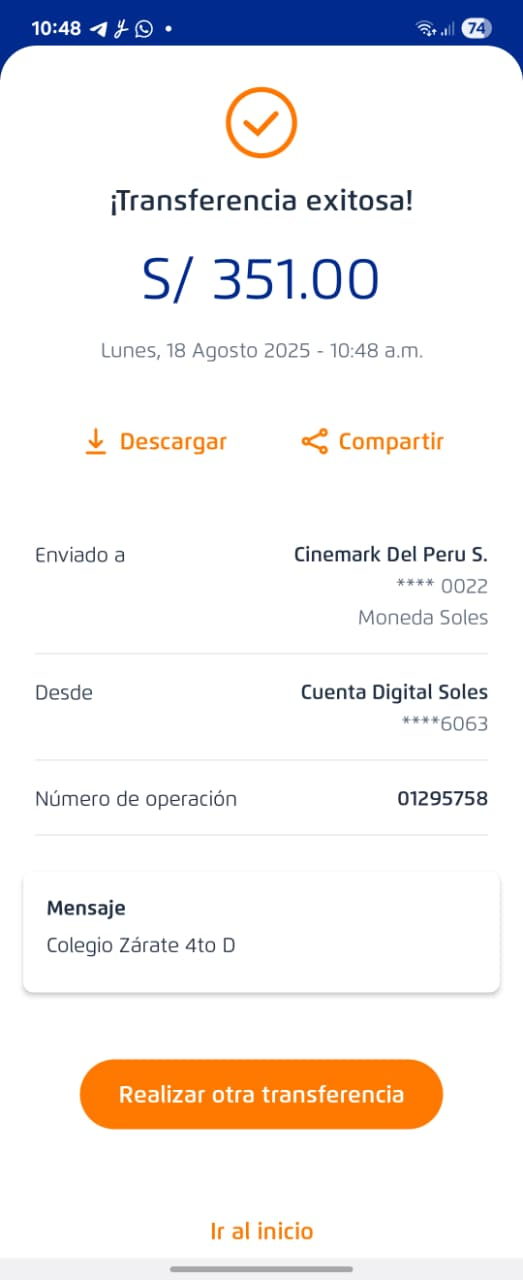 10:48
74
¡Transferencia exitosa!
S/ 351.00
Lunes, 18 Agosto 2025 - 10:48 a.m.
Descargar
Compartir
Enviado a
Cinemark Del Peru S.
**** 0022
Moneda Soles
Desde
Cuenta Digital Soles
****6063
Número de operación
01295758
Mensaje
Colegio Zárate 4to D
Realizar otra transferencia
Ir al inicio